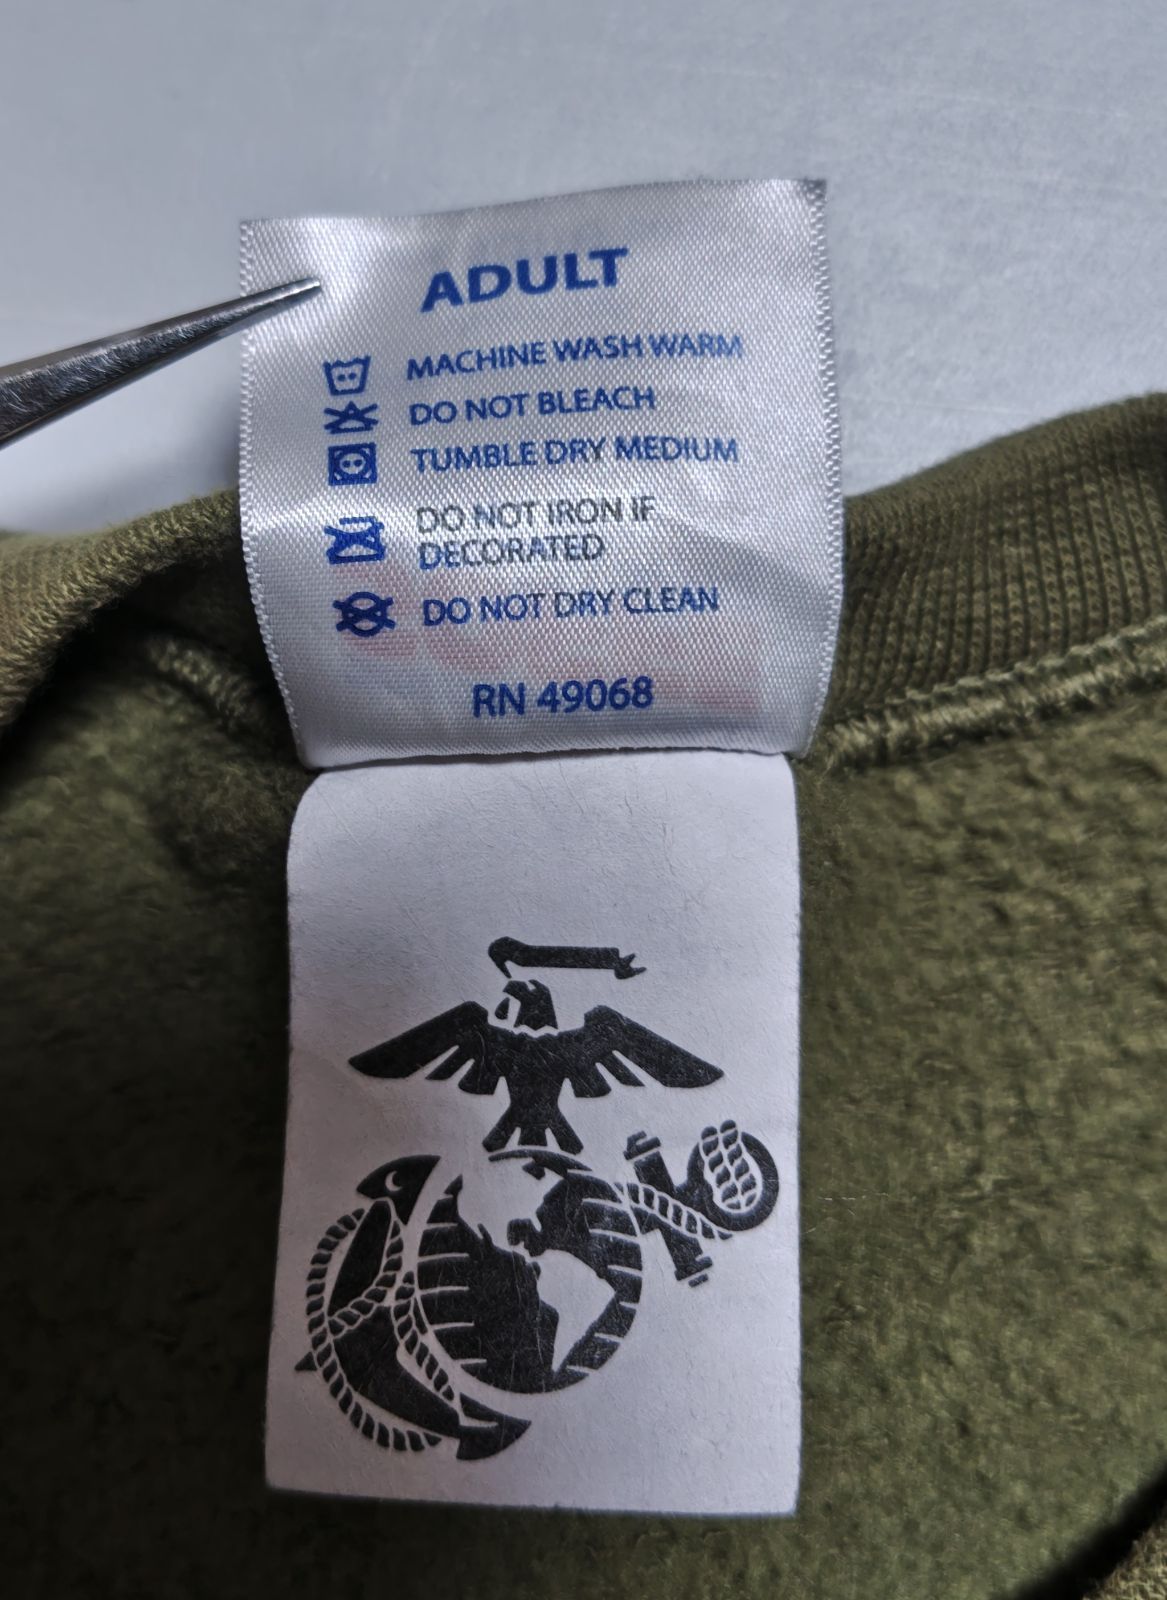 ADULT
MACHINE WASH WARM
DO NOT BLEACH
TUMBLE DRY MEDIUM
DO NOT IRON IF
DECORATED
DO NOT DRY CLEAN
RN 49068